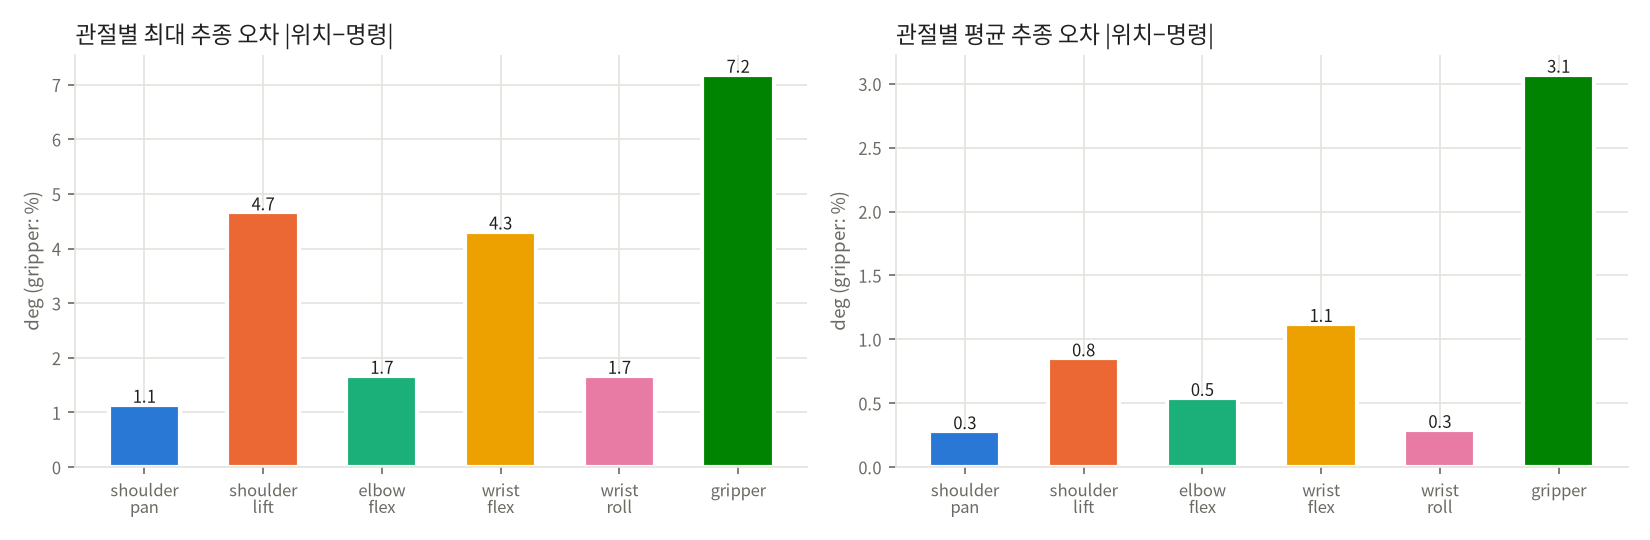 관절별 최대 추종 오차 |위치−명령|
deg (gripper: %)
7
6
5
4
3
2
1
0
1.1
4.7
1.7
4.3
1.7
7.2
shoulder
pan
shoulder
lift
elbow
flex
wrist
flex
wrist
roll
gripper
관절별 평균 추종 오차 |위치−명령|
deg (gripper: %)
3.0
2.5
2.0
1.5
1.0
0.5
0.0
0.3
0.8
0.5
1.1
0.3
3.1
shoulder
pan
shoulder
lift
elbow
flex
wrist
flex
wrist
roll
gripper